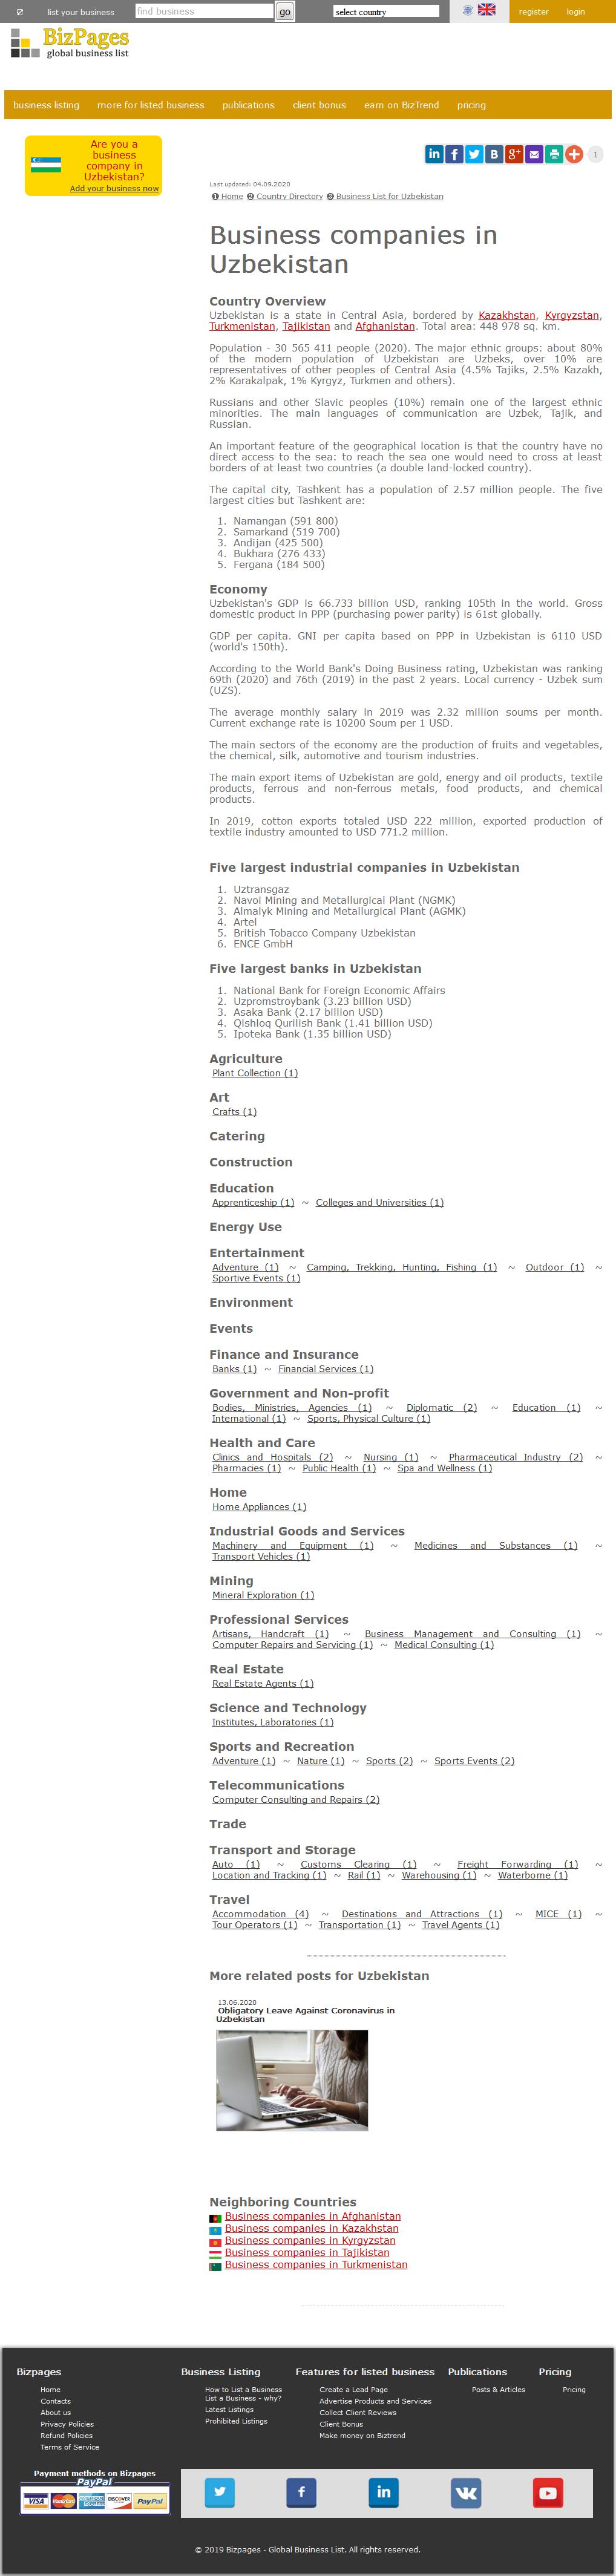 list your business
find business
go
select country
register
login
BizPages
global business list
business listing
more for listed business
publications
client bonus
earn on BizTrend
pricing
Are you a
business
company in
Uzbekistan?
Add your business now
1
Last updated: 04.09.2020
❶ Home ❷ Country Directory ❸ Business List for Uzbekistan
Business companies in
Uzbekistan
Country Overview
Uzbekistan is a state in Central Asia, bordered by Kazakhstan, Kyrgyzstan,
Turkmenistan, Tajikistan and Afghanistan. Total area: 448 978 sq. km.
Population - 30 565 411 people (2020). The major ethnic groups: about 80%
of the modern population of Uzbekistan are Uzbeks, over 10% are
representatives of other peoples of Central Asia (4.5% Tajiks, 2.5% Kazakh,
2% Karakalpak, 1% Kyrgyz, Turkmen and others).
Russians and other Slavic peoples (10%) remain one of the largest ethnic
minorities. The main languages of communication are Uzbek, Tajik, and
Russian.
An important feature of the geographical location is that the country have no
direct access to the sea: to reach the sea one would need to cross at least
borders of at least two countries (a double land-locked country).
The capital city, Tashkent has a population of 2.57 million people. The five
largest cities but Tashkent are:
1. Namangan (591 800)
2. Samarkand (519 700)
3. Andijan (425 500)
4. Bukhara (276 433)
5. Fergana (184 500)
Economy
Uzbekistan's GDP is 66.733 billion USD, ranking 105th in the world. Gross
domestic product in PPP (purchasing power parity) is 61st globally.
GDP per capita. GNI per capita based on PPP in Uzbekistan is 6110 USD
(world's 150th).
According to the World Bank's Doing Business rating, Uzbekistan was ranking
69th (2020) and 76th (2019) in the past 2 years. Local currency - Uzbek sum
(UZS).
The average monthly salary in 2019 was 2.32 million soums per month.
Current exchange rate is 10200 Soum per 1 USD.
The main sectors of the economy are the production of fruits and vegetables,
the chemical, silk, automotive and tourism industries.
The main export items of Uzbekistan are gold, energy and oil products, textile
products, ferrous and non-ferrous metals, food products, and chemical
products.
In 2019, cotton exports totaled USD 222 million, exported production of
textile industry amounted to USD 771.2 million.
Five largest industrial companies in Uzbekistan
1. Uztransgaz
2. Navoi Mining and Metallurgical Plant (NGMK)
3. Almalyk Mining and Metallurgical Plant (AGMK)
4. Artel
5. British Tobacco Company Uzbekistan
6. ENCE GmbH
Five largest banks in Uzbekistan
1. National Bank for Foreign Economic Affairs
2. Uzpromstroybank (3.23 billion USD)
3. Asaka Bank (2.17 billion USD)
4. Qishloq Qurilish Bank (1.41 billion USD)
5. Ipoteka Bank (1.35 billion USD)
Agriculture
Plant Collection (1)
Art
Crafts (1)
Catering
Construction
Education
Apprenticeship (1) ~ Colleges and Universities (1)
Energy Use
Entertainment
Adventure (1) ~ Camping, Trekking, Hunting, Fishing (1) ~ Outdoor (1) ~
Sportive Events (1)
Environment
Events
Finance and Insurance
Banks (1) ~ Financial Services (1)
Government and Non-profit
Bodies, Ministries, Agencies (1) ~ Diplomatic (2) ~ Education (1) ~
International (1) ~ Sports, Physical Culture (1)
Health and Care
Clinics and Hospitals (2) ~ Nursing (1) ~ Pharmaceutical Industry (2) ~
Pharmacies (1) ~ Public Health (1) ~ Spa and Wellness (1)
Home
Home Appliances (1)
Industrial Goods and Services
Machinery and Equipment (1) ~ Medicines and Substances (1) ~
Transport Vehicles (1)
Mining
Mineral Exploration (1)
Professional Services
Artisans, Handcraft (1) ~ Business Management and Consulting (1) ~
Computer Repairs and Servicing (1) ~ Medical Consulting (1)
Real Estate
Real Estate Agents (1)
Science and Technology
Institutes, Laboratories (1)
Sports and Recreation
Adventure (1) ~ Nature (1) ~ Sports (2) ~ Sports Events (2)
Telecommunications
Computer Consulting and Repairs (2)
Trade
Transport and Storage
Auto (1) ~ Customs Clearing (1) ~ Freight Forwarding (1) ~
Location and Tracking (1) ~ Rail (1) ~ Warehousing (1) ~ Waterborne (1)
Travel
Accommodation (4) ~ Destinations and Attractions (1) ~ MICE (1) ~
Tour Operators (1) ~ Transportation (1) ~ Travel Agents (1)
More related posts for Uzbekistan
13.06.2020
Obligatory Leave Against Coronavirus in
Uzbekistan
Neighboring Countries
Business companies in Afghanistan
Business companies in Kazakhstan
Business companies in Kyrgyzstan
Business companies in Tajikistan
Business companies in Turkmenistan
Bizpages
Home
Contacts
About us
Privacy Policies
Refund Policies
Terms of Service
Business Listing
How to List a Business
List a Business - why?
Latest Listings
Prohibited Listings
Features for listed business
Create a Lead Page
Advertise Products and Services
Collect Client Reviews
Client Bonus
Make money on Biztrend
Publications
Posts & Articles
Pricing
Pricing
Payment methods on Bizpages
PayPal
VISA
MasterCard
AMERICAN EXPRESS
DISCOVER
PayPal
© 2019 Bizpages - Global Business List. All rights reserved.